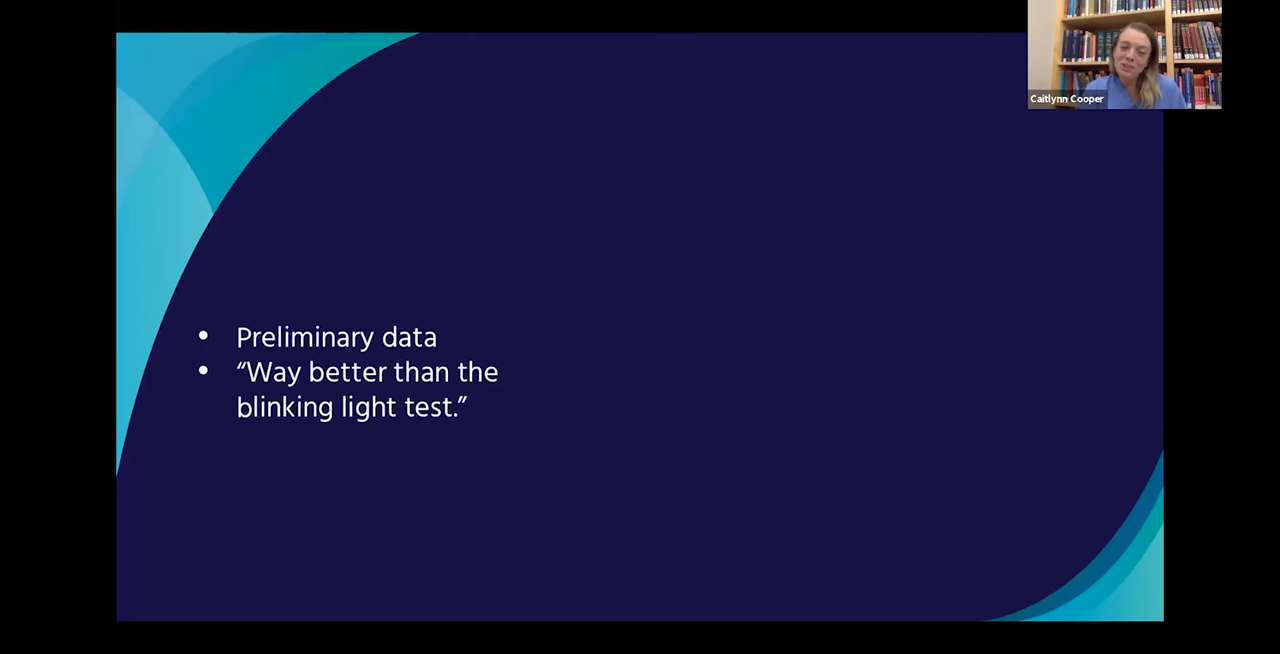 Caitlynn Cooper
• Preliminary data
• “Way better than the
blinking light test.”